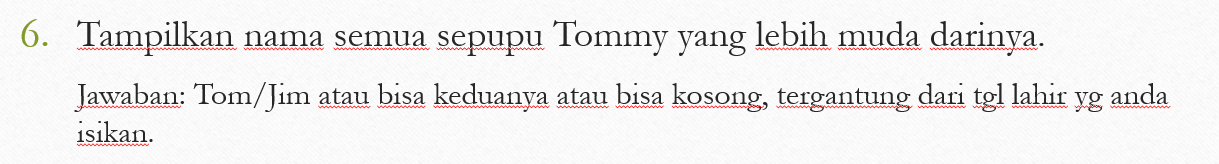 6. Tampilkan nama semua sepupu Tommy yang lebih muda darinya.
Jawaban: Tom/Jim atau bisa keduanya atau bisa kosong, tergantung dari tgl lahir yg anda
isikan.